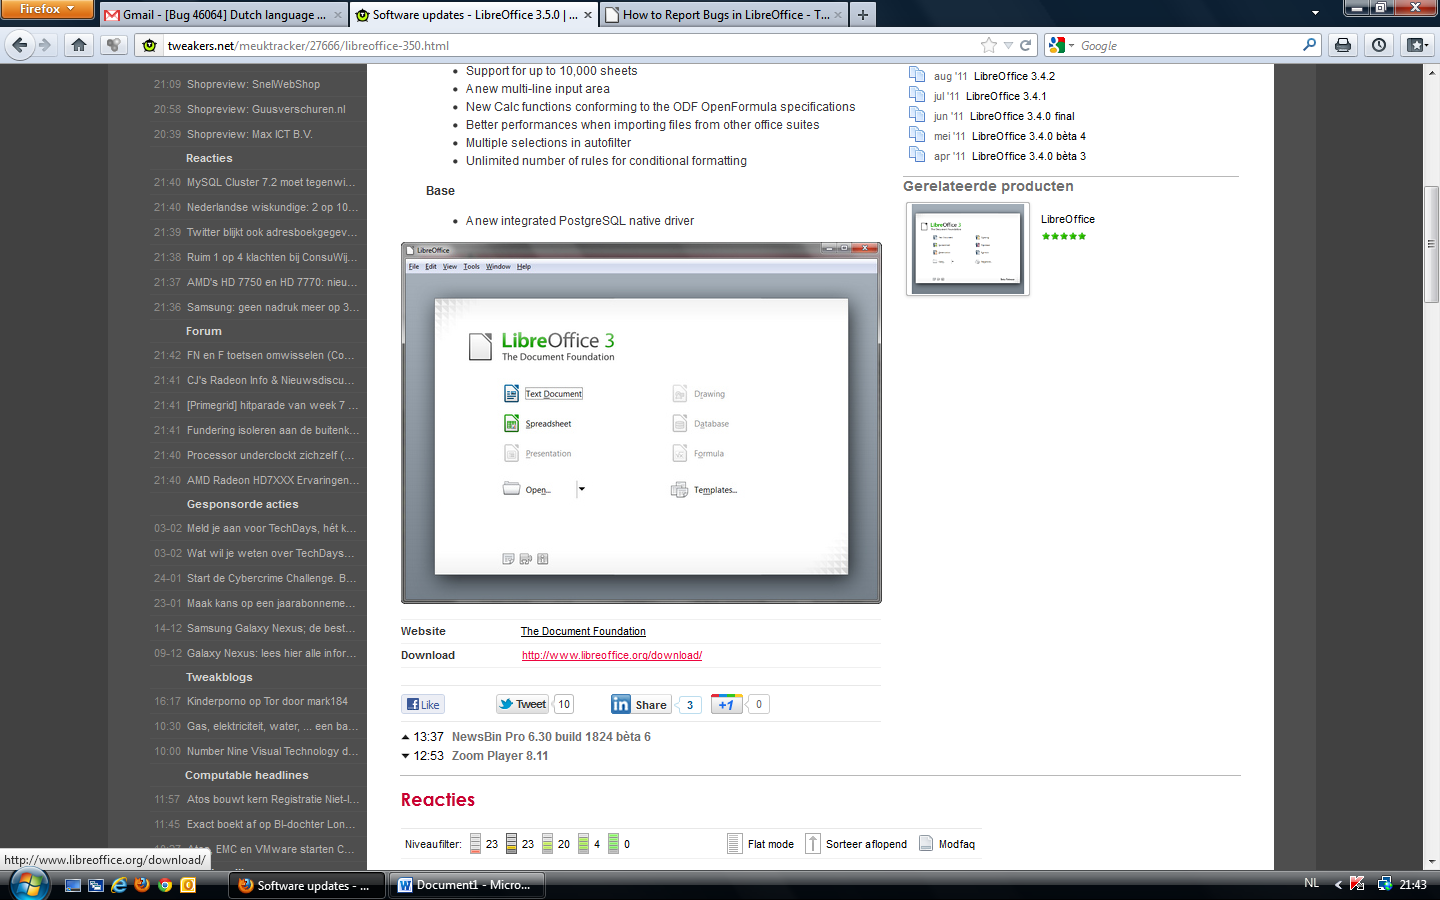 Firefox
Gmail - [Bug 46064] Dutch language ...
Software updates - LibreOffice 3.5.0 | ...
How to Report Bugs in LibreOffice - T...
tweakers.net/meuktracker/27666/libreoffice-350.html
Google
21:09 Shopreview: SnelWebShop
20:58 Shopreview: Guusverschuren.nl
20:39 Shopreview: Max ICT B.V.
Reacties
21:40 MySQL Cluster 7.2 moet tegenwi...
21:40 Nederlandse wiskundige: 2 op 10...
21:39 Twitter blijkt ook adresboekgegev...
21:38 Ruim 1 op 4 klachten bij ConsuWij...
21:37 AMD's HD 7750 en HD 7770: nieu...
21:36 Samsung: geen nadruk meer op 3...
Forum
21:42 FN en F toetsen omwisselen (Co...
21:41 CJ's Radeon Info & Nieuwsdiscu...
21:41 [Primegrid] hitparade van week 7 ...
21:41 Fundering isoleren aan de buitenk...
21:40 Processor underclockt zichzelf (...
21:40 AMD Radeon HD7XXX Ervaringen...
Gesponsorde acties
03-02 Meld je aan voor TechDays, hét k...
03-02 Wat wil je weten over TechDays...
24-01 Start de Cybercrime Challenge. B...
23-01 Maak kans op een jaarabonneme...
14-12 Samsung Galaxy Nexus; de best...
09-12 Galaxy Nexus: lees hier alle infor...
Tweakblogs
16:17 Kinderporno op Tor door mark184
10:30 Gas, elektriciteit, water, ... een ba...
10:00 Number Nine Visual Technology d...
Computable headlines
11:57 Atos bouwt kern Registratie Niet-I...
11:45 Exact boekt af op BI-dochter Lon...
EMC en VMware starten C...
Support for up to 10,000 sheets
A new multi-line input area
New Calc functions conforming to the ODF OpenFormula specifications
Better performances when importing files from other office suites
Multiple selections in autofilter
Unlimited number of rules for conditional formatting
Base
A new integrated PostgreSQL native driver
LibreOffice
File Edit View Tools Window Help
LibreOffice 3
The Document Foundation
Text Document
Drawing
Spreadsheet
Database
Presentation
Formula
Open...
Templates...
Website The Document Foundation
Download http://www.libreoffice.org/download/
Like
Tweet 10
Share 3
+1 0
13:37 NewsBin Pro 6.30 build 1824 bèta 6
12:53 Zoom Player 8.11
Reacties
Niveaufilter: 23 23 20 4 0 Flat mode Sorteer aflopend Modfaq
aug '11 LibreOffice 3.4.2
jul '11 LibreOffice 3.4.1
jun '11 LibreOffice 3.4.0 final
mei '11 LibreOffice 3.4.0 bèta 4
apr '11 LibreOffice 3.4.0 bèta 3
Gerelateerde producten
LibreOffice
http://www.libreoffice.org/download/
Software updates - ...
Document1 - Micro...
NL
21:43